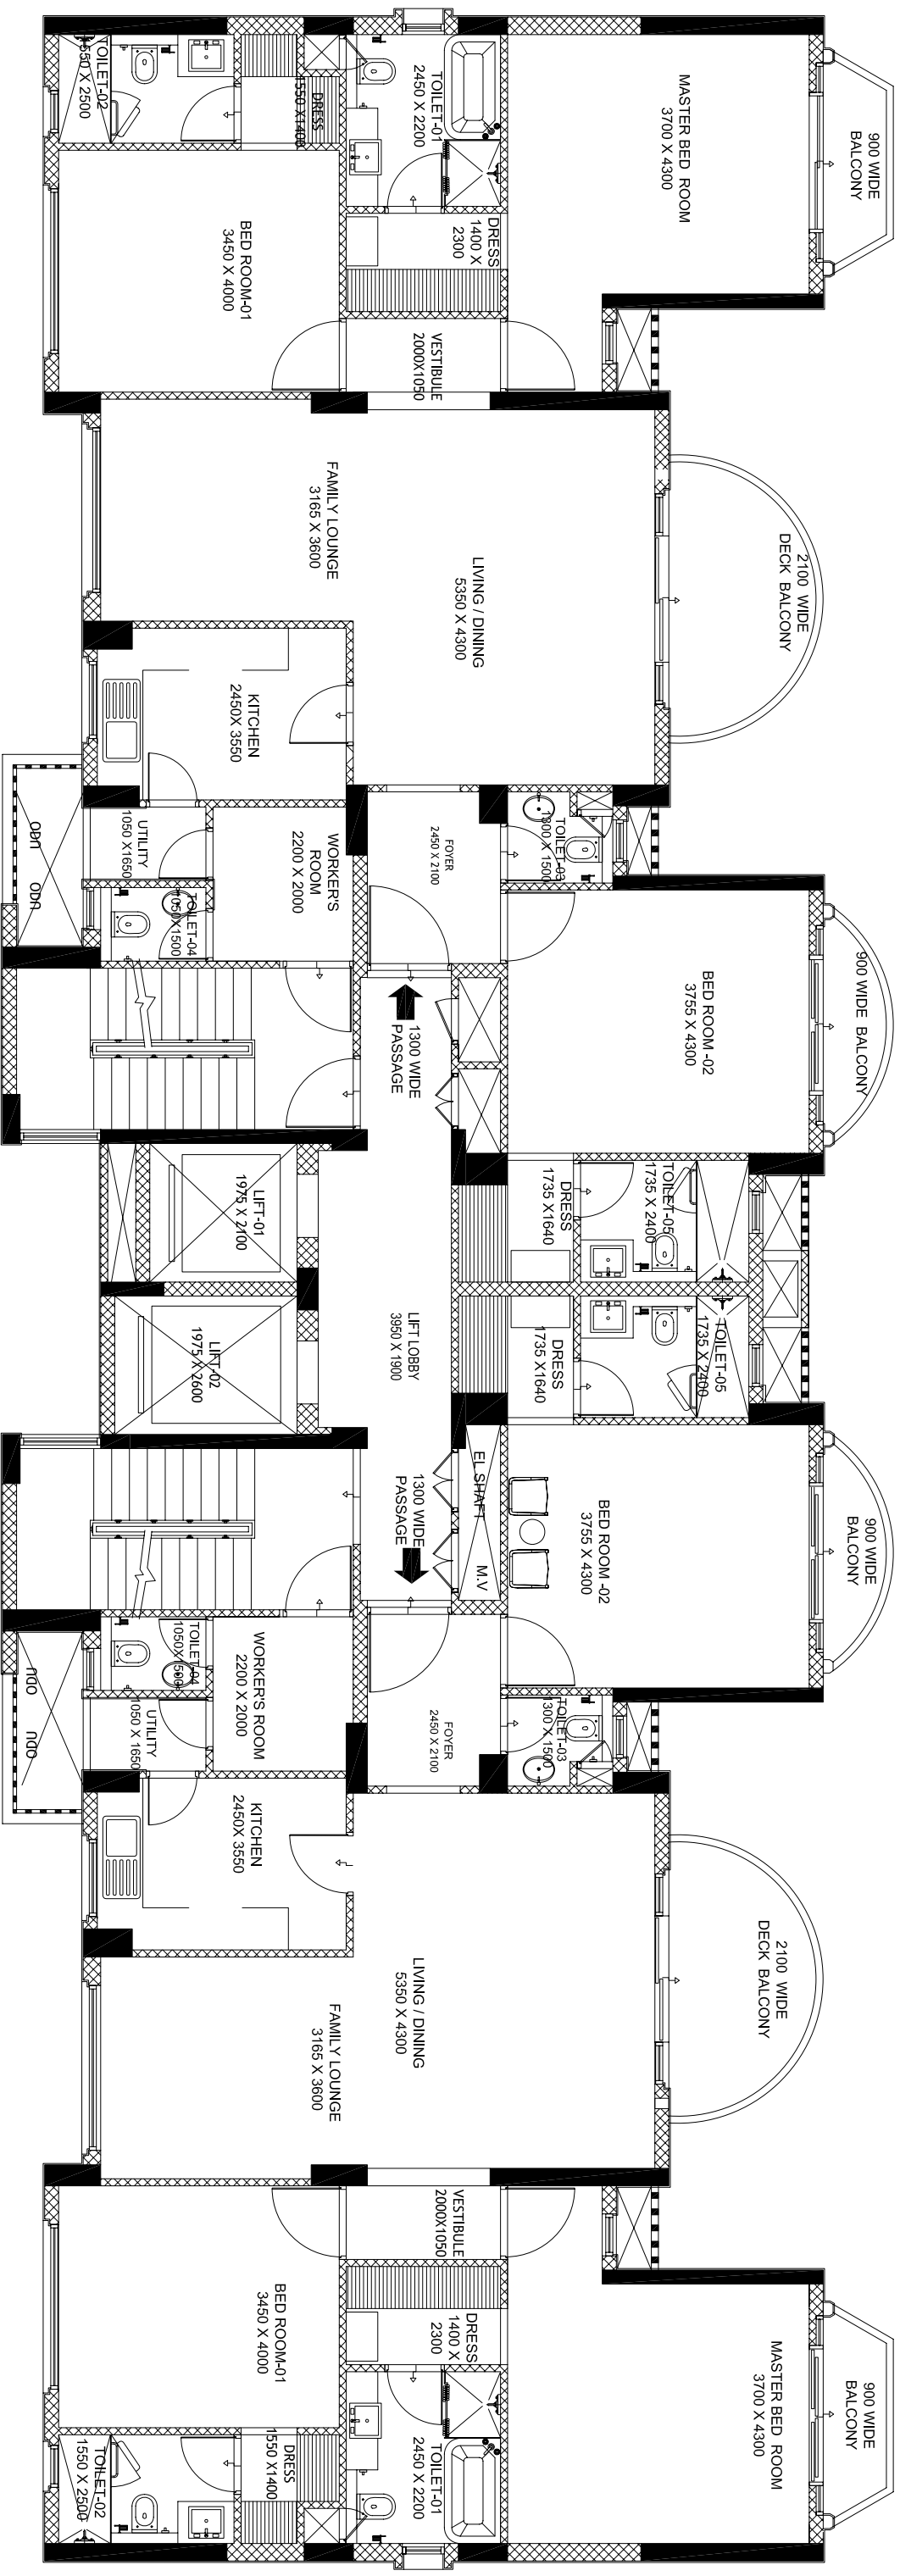 900 WIDE
BALCONY
MASTER BED ROOM
3700 X 4300
TOILET-01
2450 X 2200
DRESS
1550 X1400
TOILET-02
1550 X 2500
DRESS
1400 X
2300
BED ROOM-01
3450 X 4000
VESTIBULE
2000X1050
2100 WIDE
DECK BALCONY
LIVING / DINING
5350 X 4300
FAMILY LOUNGE
3165 X 3600
KITCHEN
2450X 3550
TOILET-03
1300 X 1500
FOYER
2450 X 2100
WORKER'S
ROOM
2200 X 2000
UTILITY
1050 X1650
TOILET-04
1050X1500
ODU
ODU
900 WIDE BALCONY
BED ROOM -02
3755 X 4300
1300 WIDE
PASSAGE
TOILET-05
1735 X 2400
DRESS
1735 X1640
LIFT-01
1975 X 2100
LIFT LOBBY
3950 X 1900
LIFT-02
1975 X 2600
TOILET-05
1735 X 2400
DRESS
1735 X1640
900 WIDE
BALCONY
BED ROOM -02
3755 X 4300
EL SHAFT
M.V
1300 WIDE
PASSAGE
TOILET-03
1300 X 1500
FOYER
2450 X 2100
WORKER'S ROOM
2200 X 2000
TOILET-04
1050X1500
UTILITY
1050 X 1650
ODU
ODU
KITCHEN
2450X 3550
2100 WIDE
DECK BALCONY
LIVING / DINING
5350 X 4300
FAMILY LOUNGE
3165 X 3600
VESTIBULE
2000X1050
BED ROOM-01
3450 X 4000
DRESS
1400 X
2300
900 WIDE
BALCONY
MASTER BED ROOM
3700 X 4300
TOILET-01
2450 X 2200
DRESS
1550 X1400
TOILET-02
1550 X 2500